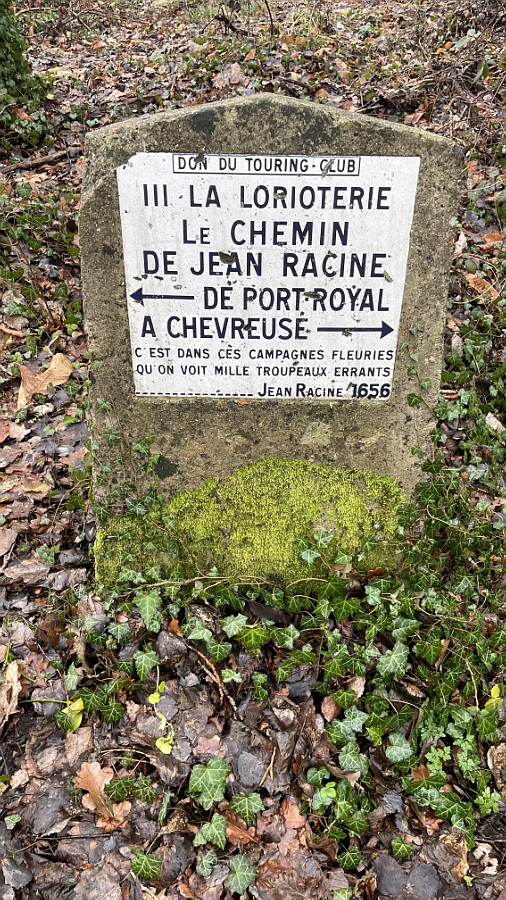 DON DU TOURING-CLUB
III LA LORIOTERIE
LE CHEMIN
DE JEAN RACINE
← DE PORT-ROYAL
A CHEVREUSE →
C'EST DANS CES CAMPAGNES FLEURIES
QU'ON VOIT MILLE TROUPEAUX ERRANTS
JEAN RACINE 1656